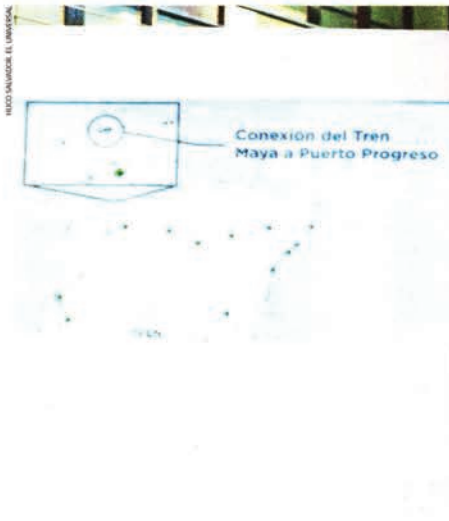 HUGO SALVADOR. EL UNIVERSAL
Conexión del Tren
Maya a Puerto Progreso